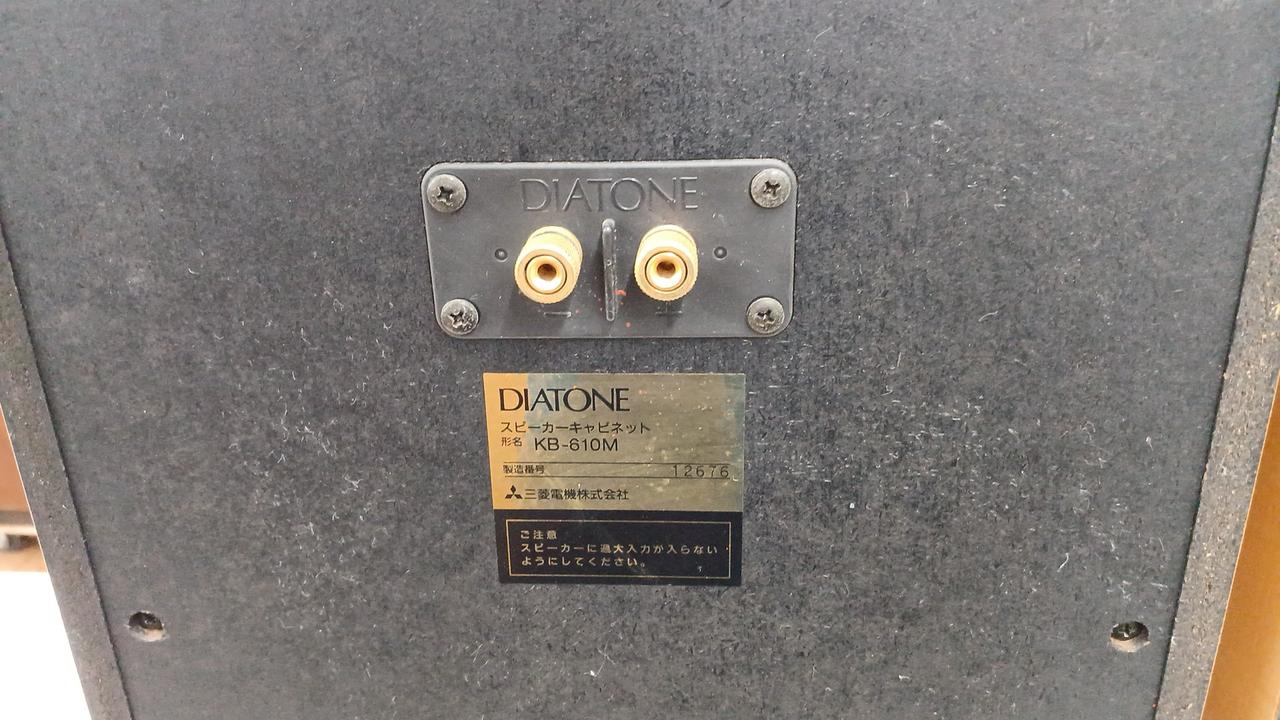 DIATONE
− +
DIATONE
スピーカーキャビネット
形名 KB-610M
製造番号 12676
三菱電機株式会社
ご注意
スピーカーに過大入力が入らない
ようにしてください。